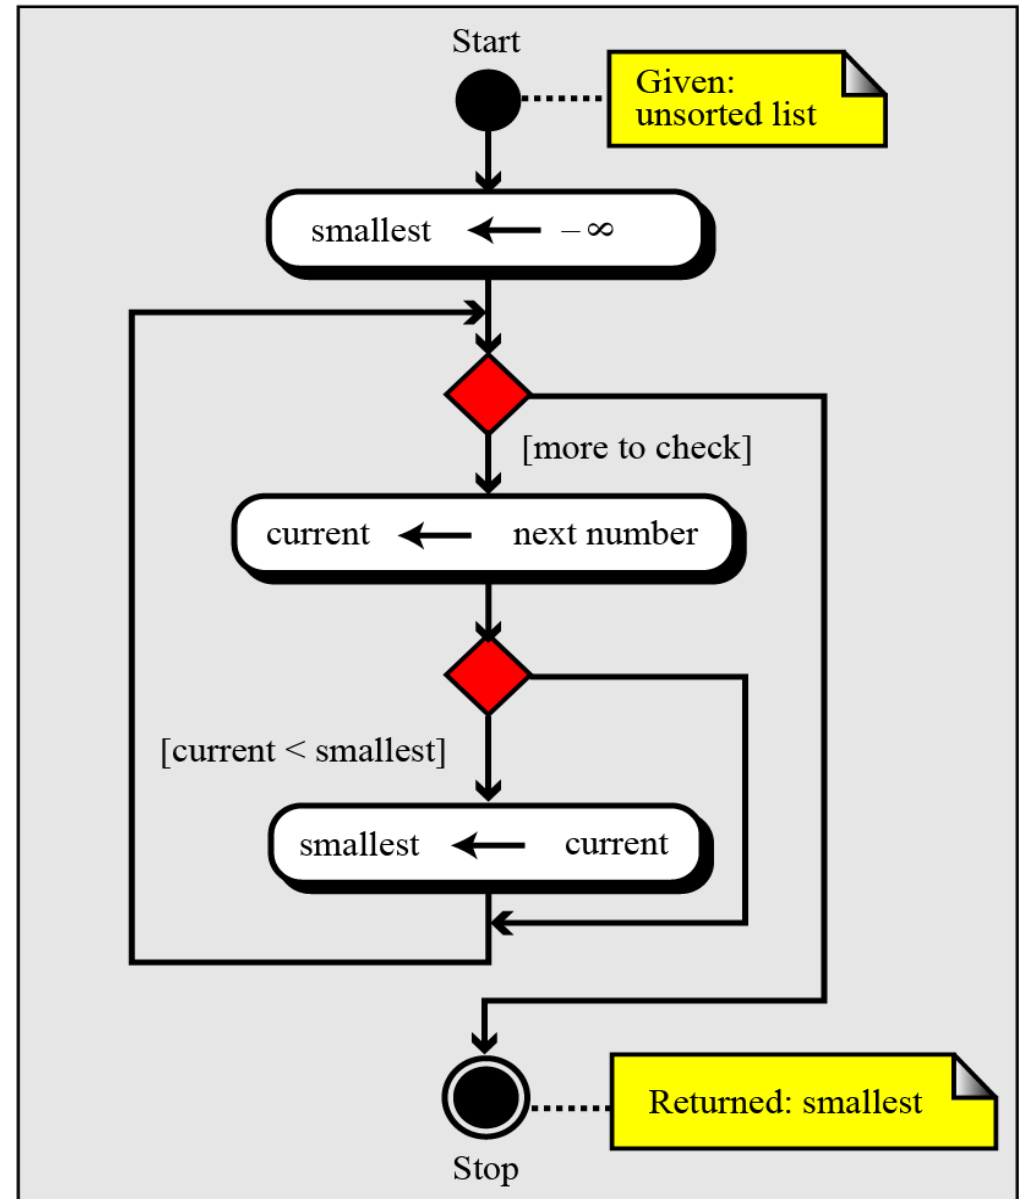 Start
Given:
unsorted list
smallest ← – ∞
[more to check]
current ← next number
[current < smallest]
smallest ← current
Returned: smallest
Stop